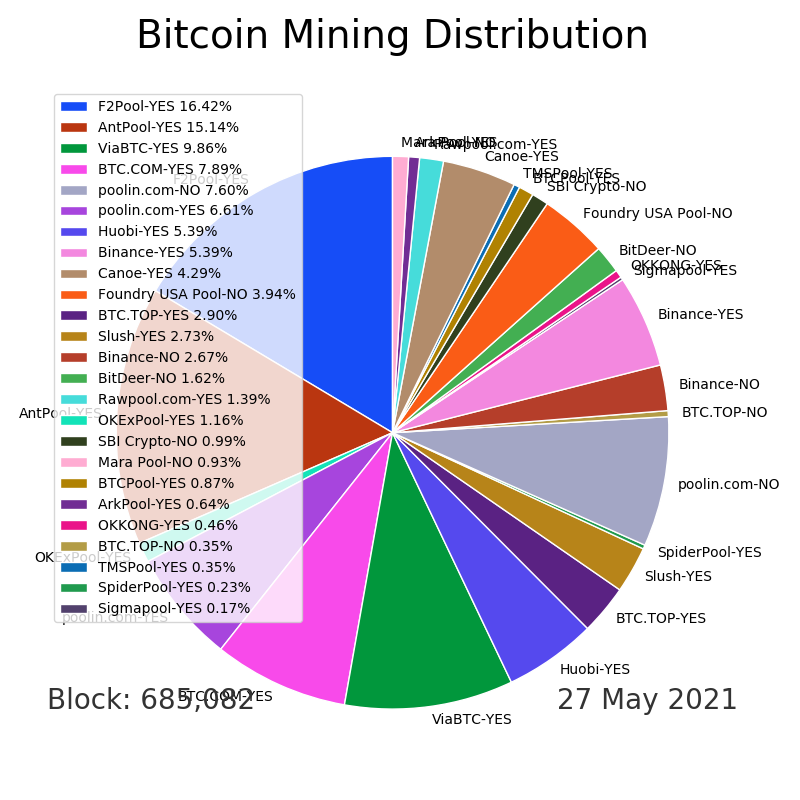 Bitcoin Mining Distribution
F2Pool-YES 16.42%
AntPool-YES 15.14%
ViaBTC-YES 9.86%
BTC.COM-YES 7.89%
poolin.com-NO 7.60%
poolin.com-YES 6.61%
Huobi-YES 5.39%
Binance-YES 5.39%
Canoe-YES 4.29%
Foundry USA Pool-NO 3.94%
BTC.TOP-YES 2.90%
Slush-YES 2.73%
Binance-NO 2.67%
BitDeer-NO 1.62%
Rawpool.com-YES 1.39%
OKExPool-YES 1.16%
SBI Crypto-NO 0.99%
Mara Pool-NO 0.93%
BTCPool-YES 0.87%
ArkPool-YES 0.64%
OKKONG-YES 0.46%
BTC.TOP-NO 0.35%
TMSPool-YES 0.35%
SpiderPool-YES 0.23%
Sigmapool-YES 0.17%
Mara Pool-NO
ArkPool-YES
Rawpool.com-YES
Canoe-YES
TMSPool-YES
BTCPool-YES
SBI Crypto-NO
Foundry USA Pool-NO
BitDeer-NO
OKKONG-YES
Sigmapool-YES
Binance-YES
Binance-NO
BTC.TOP-NO
poolin.com-NO
SpiderPool-YES
Slush-YES
BTC.TOP-YES
Huobi-YES
ViaBTC-YES
BTC.COM-YES
poolin.com-YES
OKExPool-YES
AntPool-YES
F2Pool-YES
Block: 685,082
27 May 2021